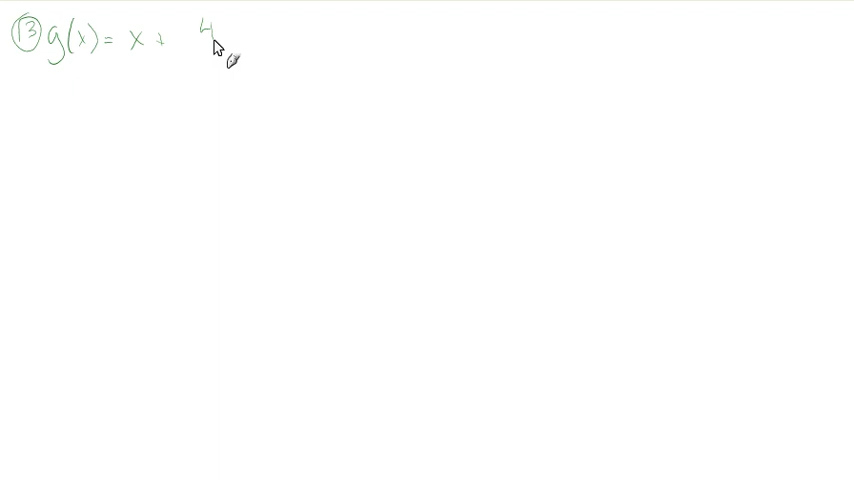 ⑬ g(x) = x + 4